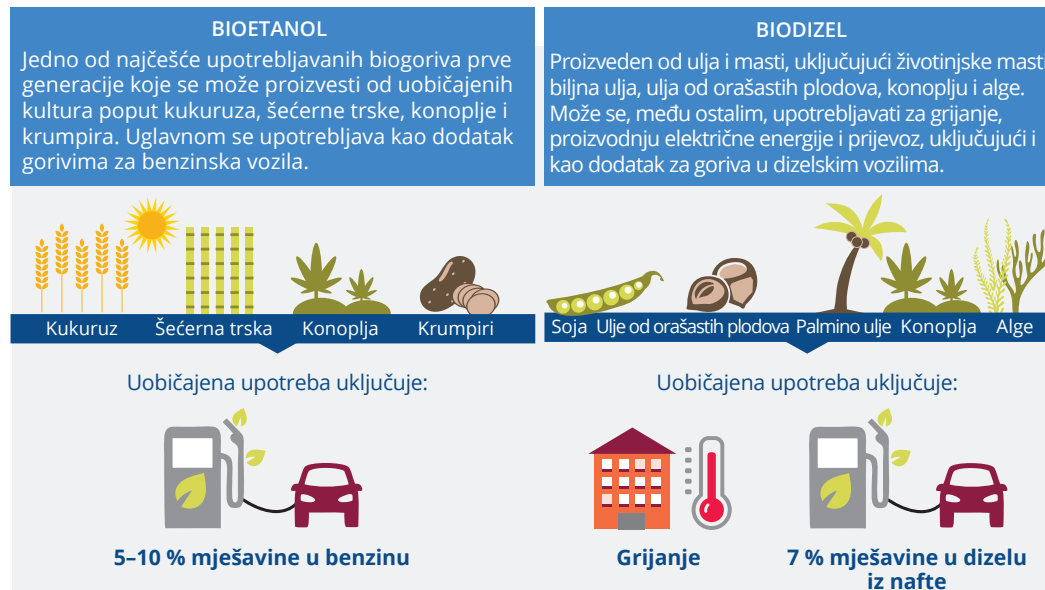 BIOETANOL
Jedno od najčešće upotrebljavanih biogoriva prve
generacije koje se može proizvesti od uobičajenih
kultura poput kukuruza, šećerne trske, konoplje i
krumpira. Uglavnom se upotrebljava kao dodatak
gorivima za benzinska vozila.
Kukuruz Šećerna trska Konoplja Krumpiri
Uobičajena upotreba uključuje:
5–10 % mješavine u benzinu
BIODIZEL
Proizveden od ulja i masti, uključujući životinjske masti
biljna ulja, ulja od orašastih plodova, konoplju i alge.
Može se, među ostalim, upotrebljavati za grijanje,
proizvodnju električne energije i prijevoz, uključujući i
kao dodatak za goriva u dizelskim vozilima.
Soja Ulje od orašastih plodova Palmino ulje Konoplja Alge
Uobičajena upotreba uključuje:
Grijanje
7 % mješavine u dizelu
iz nafte